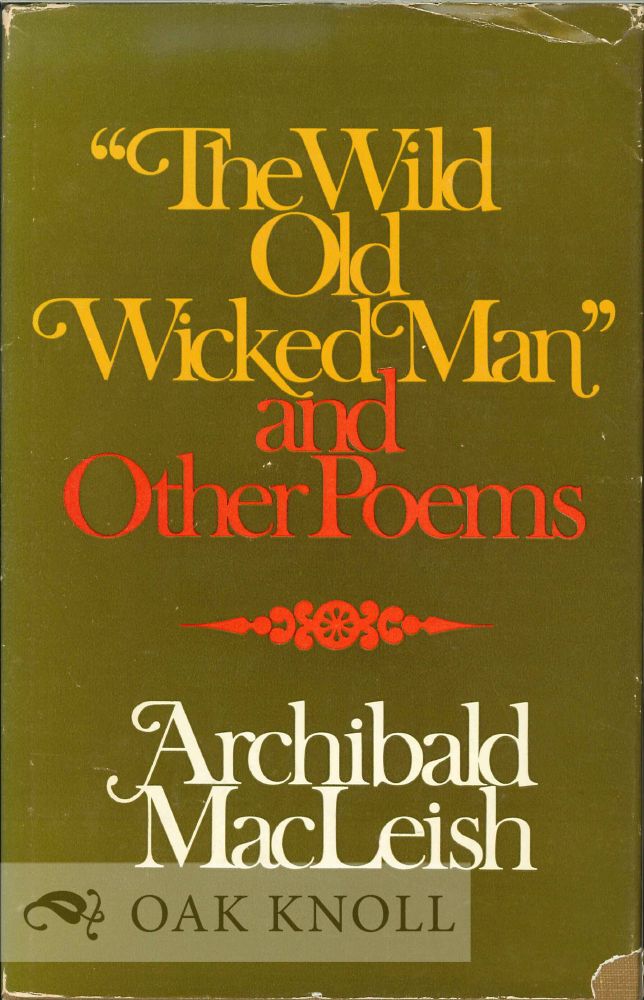 “The Wild
Old
Wicked Man”
and
Other Poems
Archibald
MacLeish
OAK KNOLL